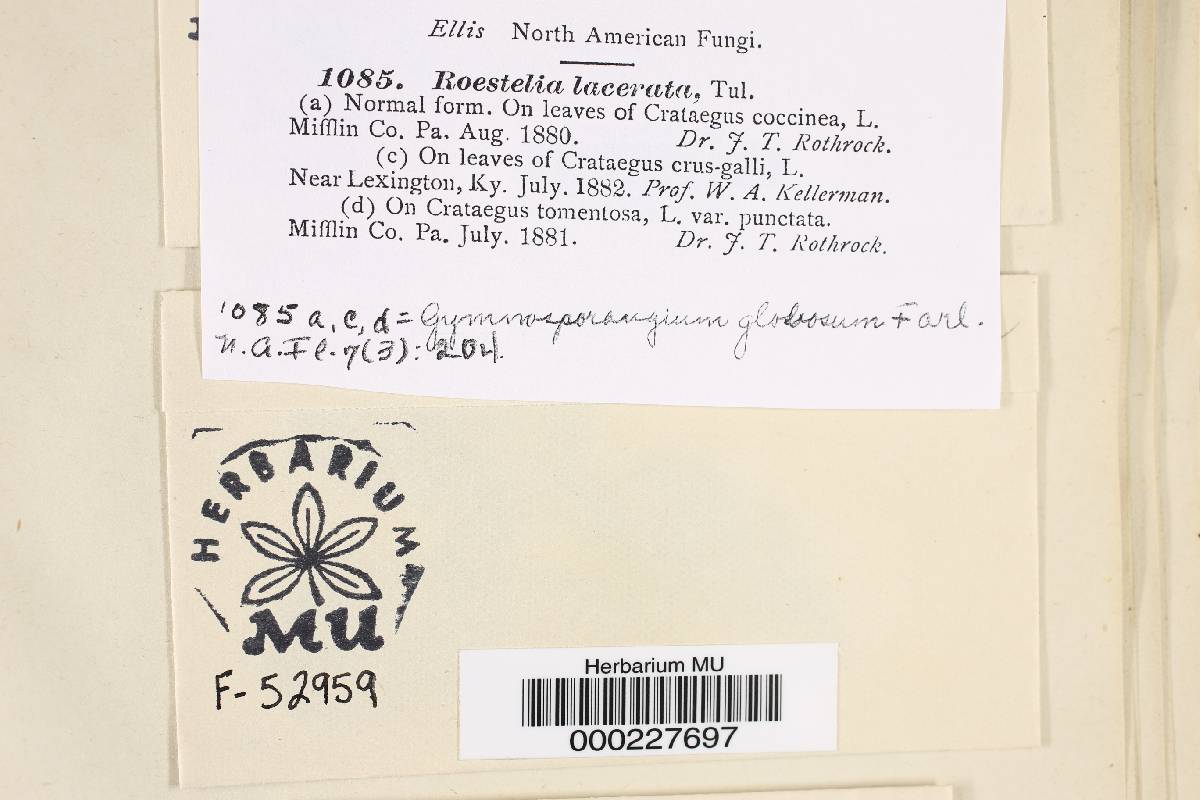 Ellis North American Fungi.
1085. Roestelia lacerata, Tul.
(a) Normal form. On leaves of Crataegus coccinea, L.
Mifflin Co. Pa. Aug. 1880. Dr. J. T. Rothrock.
(c) On leaves of Crataegus crus-galli, L.
Near Lexington, Ky. July. 1882. Prof. W. A. Kellerman.
(d) On Crataegus tomentosa, L. var. punctata.
Mifflin Co. Pa. July. 1881. Dr. J. T. Rothrock.
1085 a, c, d = Gymnosporangium globosum Farl.
N.A.Fl. 7(3): 204.
HERBARIUM
MU
F-52959
Herbarium MU
000227697